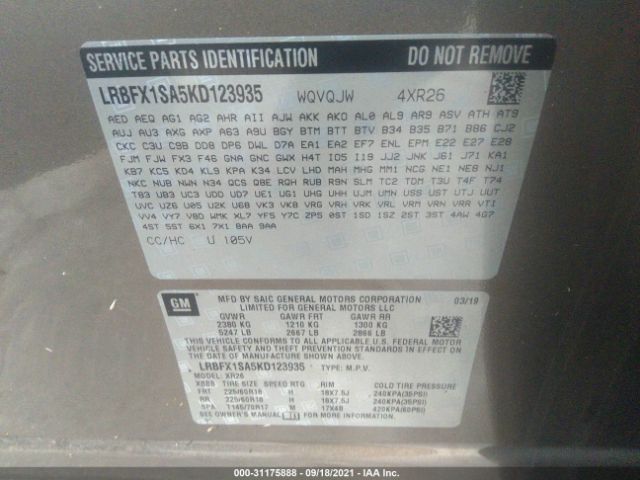 SERVICE PARTS IDENTIFICATION DO NOT REMOVE
LRBFX1SA5KD123935 WQVQJW 4XR26
AED AEQ AG1 AG2 AHR AII AJW AKK AKO AL0 AL9 AR9 ASV ATH AT9
AUJ AU3 AXG AXP A63 A9U BGY BTM BTT BTV B34 B35 B71 B86 CJ2
CKC C3U C9B DD8 DP6 DWL D7A EA1 EF7 ENL EPM E22 E27 E28
FJM FJW FX3 F46 GNA GNC GWX H4T IO5 I19 JJ2 JNK J61 J71 KA1
KB7 KC5 KD4 KL9 KPA K34 LCV LHD MAH MHG MM1 NCG NE1 NE8 NJ1
NKC NUB NWN N34 QC5 Q8E RQH RUB R9N SLM TC2 TDM T3U T4F T74
T83 UB3 UC3 UDD UD7 UE1 UG1 UHG UHH UJM UMN USS UST UTJ UUT
UVC UZ6 U05 U2K U68 VK3 VK8 VRG VRH VRK VRL VRM VRN VRR VTI
VV4 VY7 V8D WMK XL7 YF5 Y7C ZP5 0ST 1SD 1SZ 2ST 3ST 4AW 4G7
4ST 5ST 6X1 7X1 8AA 9AA
CC/HC U 105V
GM MFD BY SAIC GENERAL MOTORS CORPORATION 03/19
LIMITED FOR GENERAL MOTORS LLC
GVWR GAWR FRT GAWR RR
2380 KG 1210 KG 1300 KG
5247 LB 2667 LB 2866 LB
THIS VEHICLE CONFORMS TO ALL APPLICABLE U.S. FEDERAL MOTOR
VEHICLE SAFETY, BUMPER, AND THEFT PREVENTION STANDARDS IN EFFECT ON
THE DATE OF MANUFACTURE SHOWN ABOVE.
LRBFX1SA5KD123935 TYPE: M.P.V.
MODEL: XR26
TIRE SIZE SPEED RTG RIM COLD TIRE PRESSURE
FRT 225/60R18 H 18X7.5J 240KPA(35PSI)
RR 225/60R18 H 18X7.5J 240KPA(35PSI)
SPA T145/70R17 M 17X4B 420KPA(60PSI)
SEE OWNER'S MANUAL FOR MORE INFORMATION.
000-31175888 - 09/18/2021 - IAA Inc.